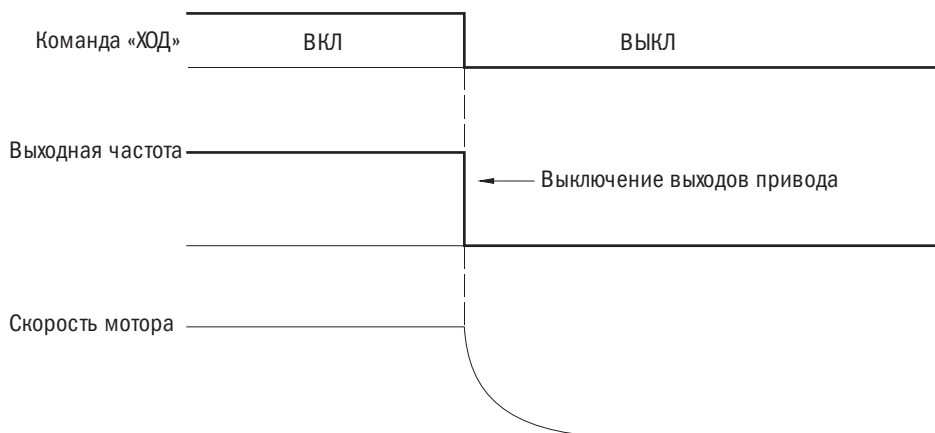 Команда «ХОД»
ВКЛ
ВЫКЛ
Выходная частота
Выключение выходов привода
Скорость мотора